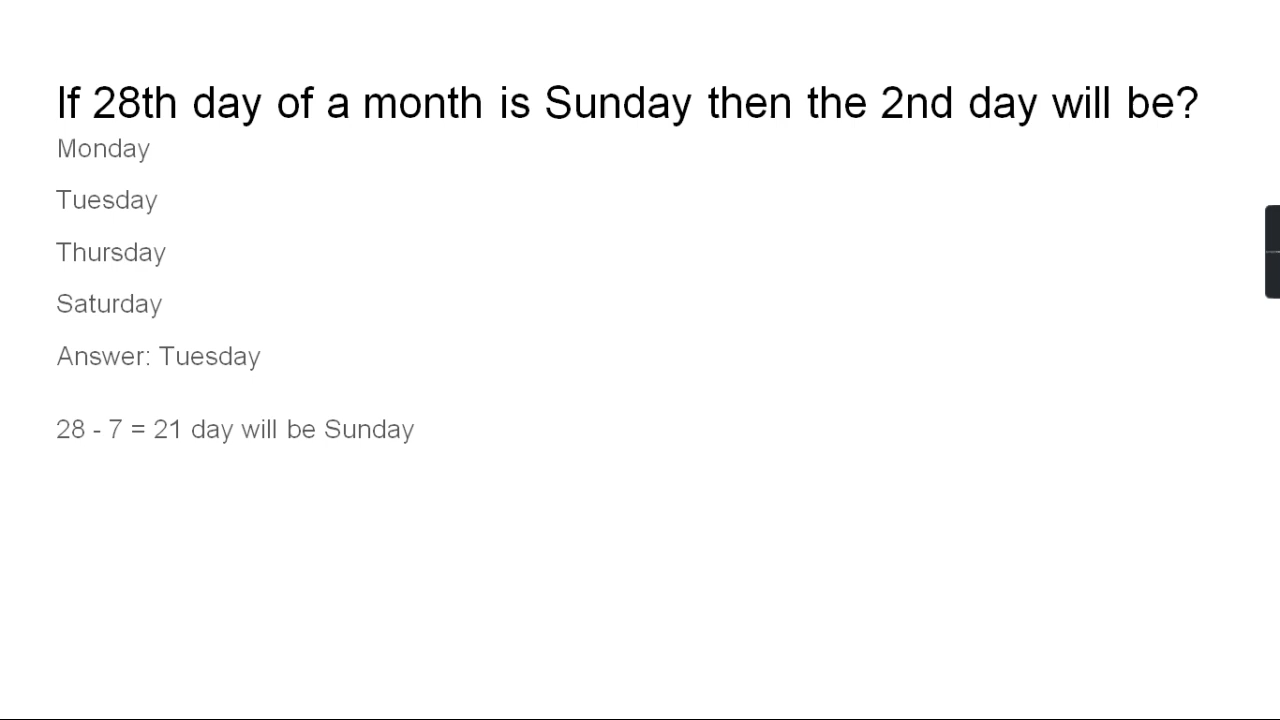 If 28th day of a month is Sunday then the 2nd day will be?
Monday
Tuesday
Thursday
Saturday
Answer: Tuesday
28 - 7 = 21 day will be Sunday